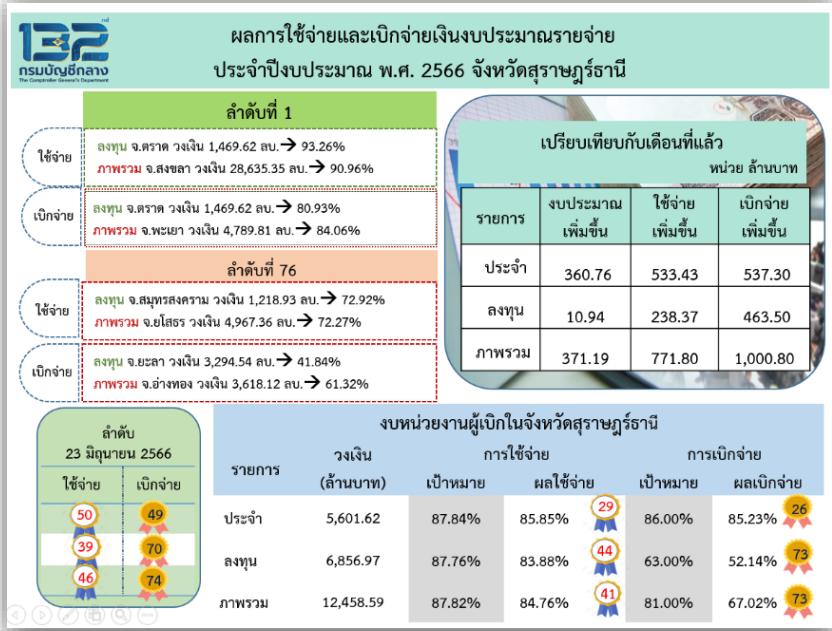 132 กรมบัญชีกลาง
The Comptroller General's Department
ผลการใช้จ่ายและเบิกจ่ายเงินงบประมาณรายจ่าย
ประจำปีงบประมาณ พ.ศ. 2566 จังหวัดสุราษฎร์ธานี
ลำดับที่ 1
ใช้จ่าย
ลงทุน จ.ตราด วงเงิน 1,469.62 ลบ.→ 93.26%
ภาพรวม จ.สงขลา วงเงิน 28,635.35 ลบ.→ 90.96%
เบิกจ่าย
ลงทุน จ.ตราด วงเงิน 1,469.62 ลบ.→ 80.93%
ภาพรวม จ.พะเยา วงเงิน 4,789.81 ลบ.→ 84.06%
ลำดับที่ 76
ใช้จ่าย
ลงทุน จ.สมุทรสงคราม วงเงิน 1,218.93 ลบ.→ 72.92%
ภาพรวม จ.ยโสธร วงเงิน 4,967.36 ลบ.→ 72.27%
เบิกจ่าย
ลงทุน จ.ยะลา วงเงิน 3,294.54 ลบ.→ 41.84%
ภาพรวม จ.อ่างทอง วงเงิน 3,618.12 ลบ.→ 61.32%
เปรียบเทียบกับเดือนที่แล้ว
หน่วย ล้านบาท
รายการ งบประมาณเพิ่มขึ้น ใช้จ่ายเพิ่มขึ้น เบิกจ่ายเพิ่มขึ้น
ประจำ 360.76 533.43 537.30
ลงทุน 10.94 238.37 463.50
ภาพรวม 371.19 771.80 1,000.80
ลำดับ
23 มิถุนายน 2566
ใช้จ่าย เบิกจ่าย
50 49
39 70
46 74
งบหน่วยงานผู้เบิกในจังหวัดสุราษฎร์ธานี
รายการ วงเงิน (ล้านบาท) การใช้จ่าย การเบิกจ่าย
เป้าหมาย ผลใช้จ่าย เป้าหมาย ผลเบิกจ่าย
ประจำ 5,601.62 87.84% 85.85% 29 86.00% 85.23% 26
ลงทุน 6,856.97 87.76% 83.88% 44 63.00% 52.14% 73
ภาพรวม 12,458.59 87.82% 84.76% 41 81.00% 67.02% 73